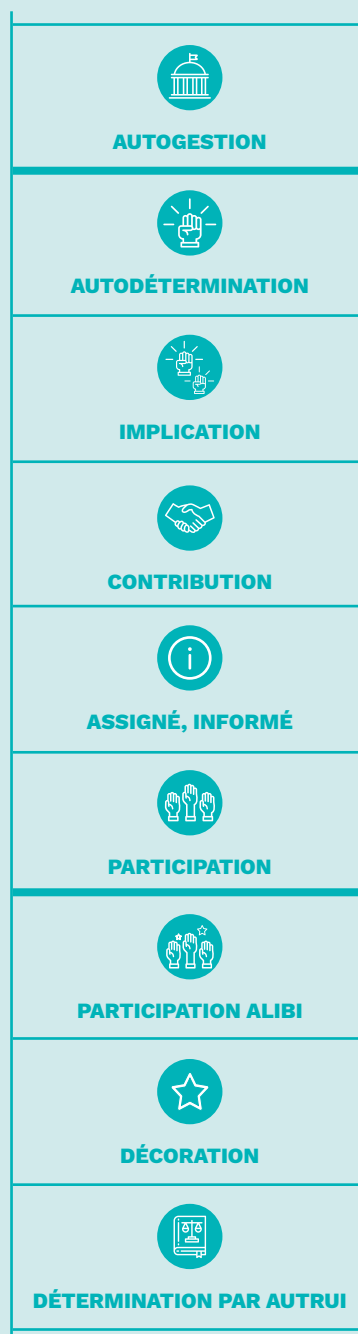 AUTOGESTION
AUTODÉTERMINATION
IMPLICATION
CONTRIBUTION
ASSIGNÉ, INFORMÉ
PARTICIPATION
PARTICIPATION ALIBI
DÉCORATION
DÉTERMINATION PAR AUTRUI